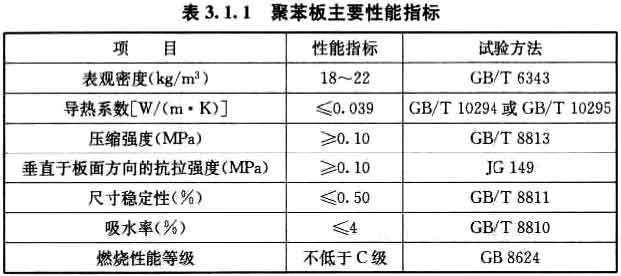 表 3.1.1 聚苯板主要性能指标
项 目 性能指标 试验方法
表观密度(kg/m³) 18～22 GB/T 6343
导热系数[W/(m·K)] ≤0.039 GB/T 10294 或 GB/T 10295
压缩强度(MPa) ≥0.10 GB/T 8813
垂直于板面方向的抗拉强度(MPa) ≥0.10 JG 149
尺寸稳定性(%) ≤0.50 GB/T 8811
吸水率(%) ≤4 GB/T 8810
燃烧性能等级 不低于 C 级 GB 8624